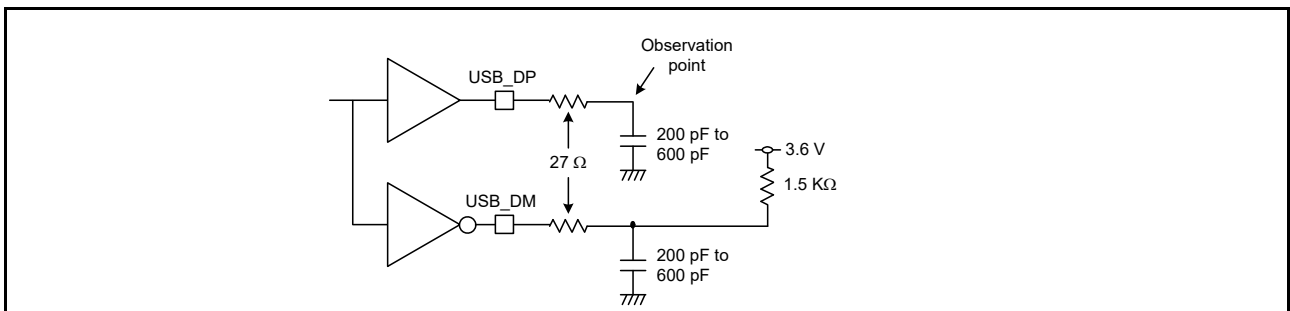 Observation
point
USB_DP
200 pF to
600 pF
3.6 V
27 Ω
1.5 KΩ
USB_DM
200 pF to
600 pF